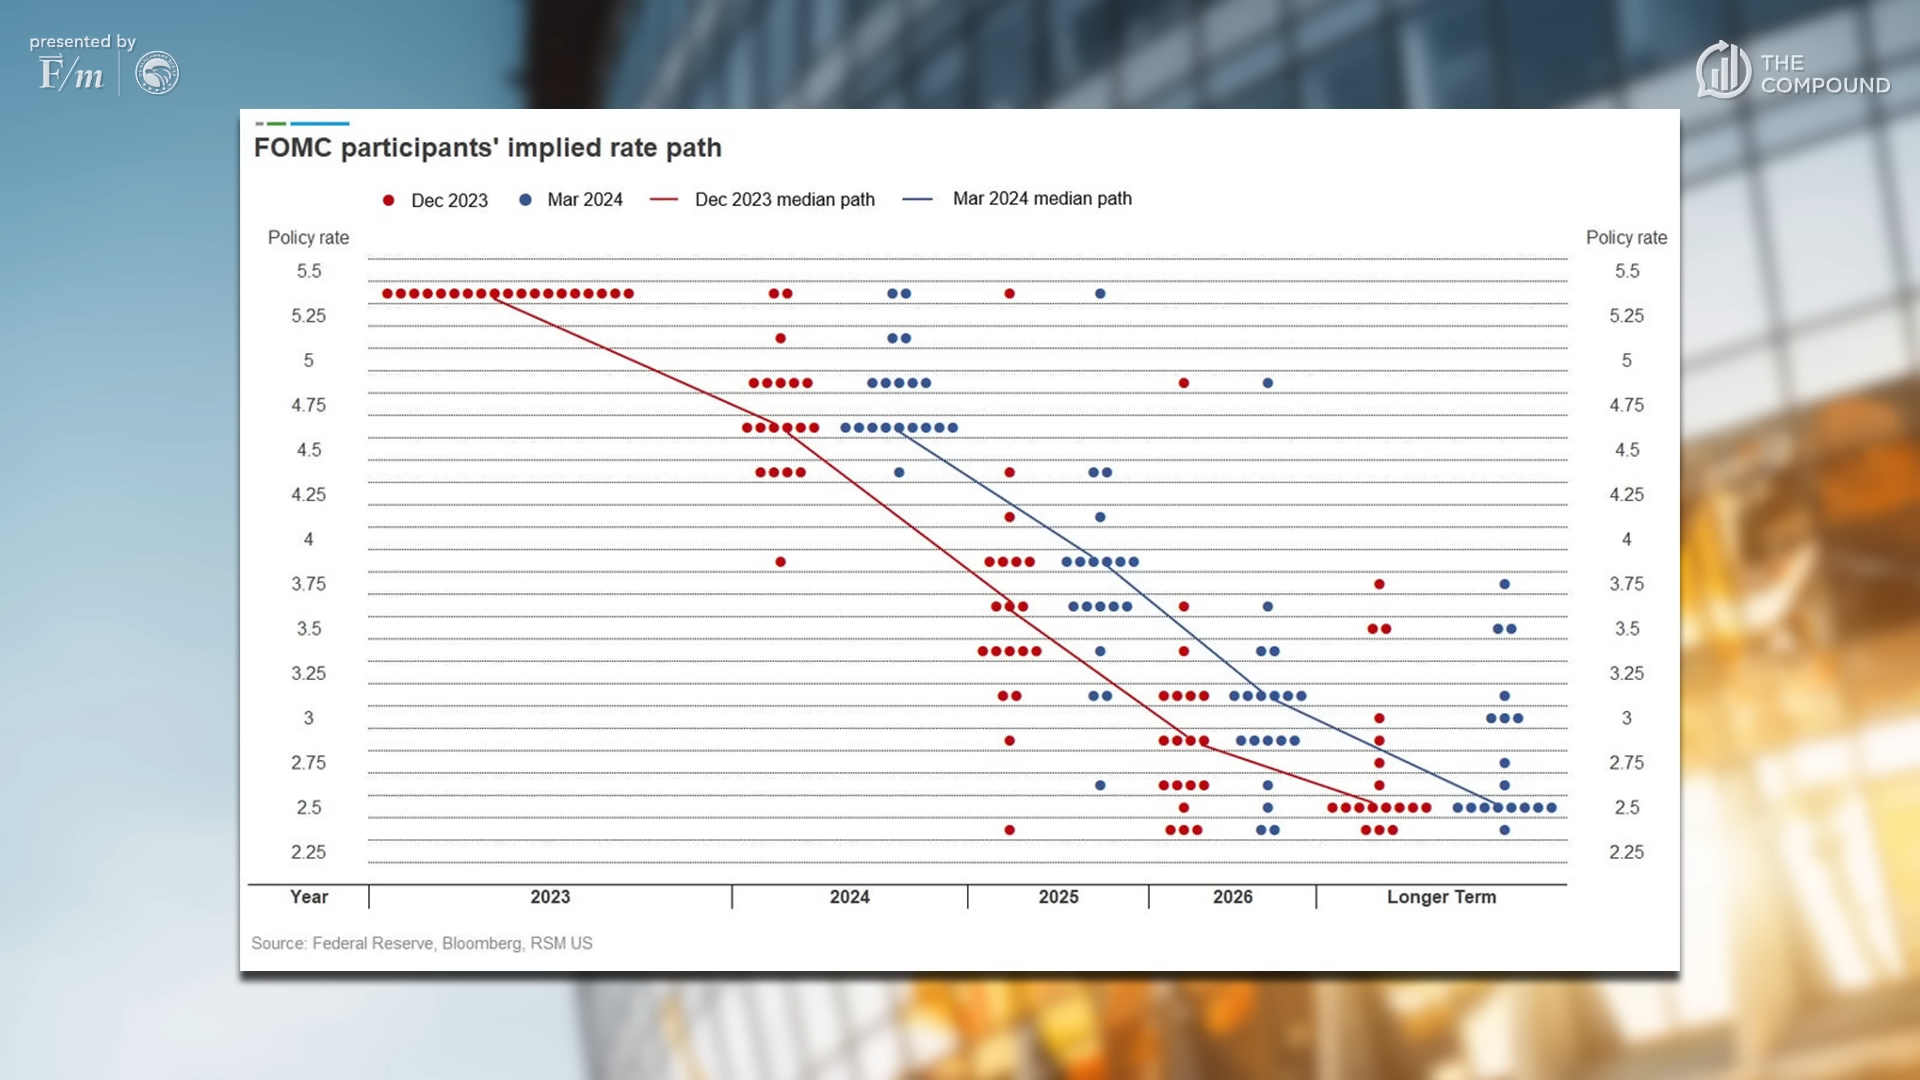 presented by
F/m
THE
COMPOUND
FOMC participants' implied rate path
Dec 2023 Mar 2024 Dec 2023 median path Mar 2024 median path
Policy rate Policy rate
5.5 5.5
5.25 5.25
5 5
4.75 4.75
4.5 4.5
4.25 4.25
4 4
3.75 3.75
3.5 3.5
3.25 3.25
3 3
2.75 2.75
2.5 2.5
2.25 2.25
Year 2023 2024 2025 2026 Longer Term
Source: Federal Reserve, Bloomberg, RSM US